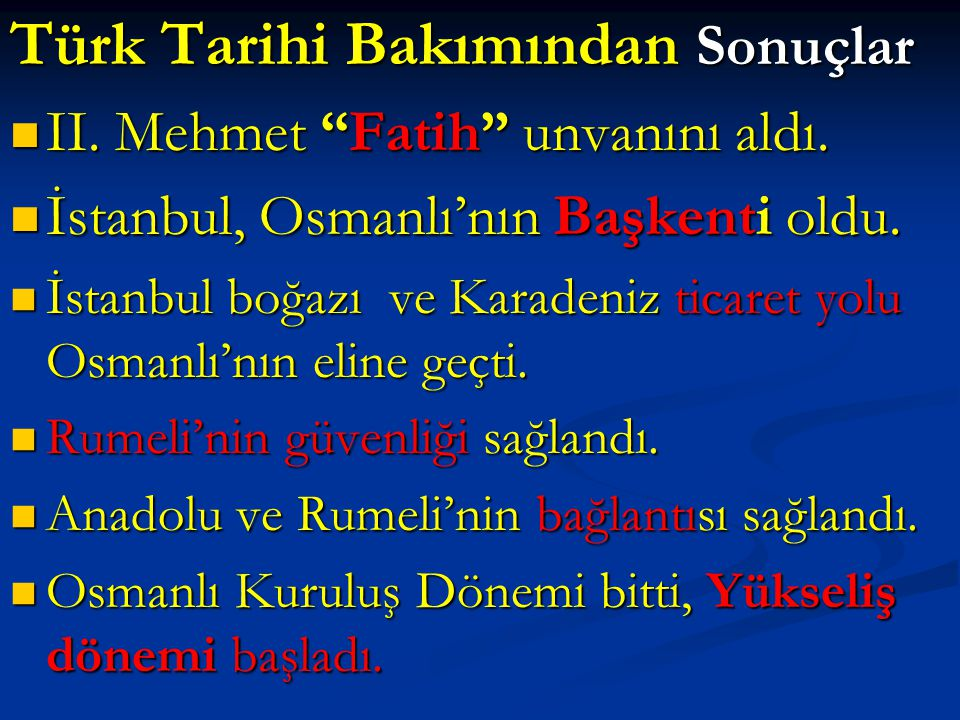 Türk Tarihi Bakımından Sonuçlar
II. Mehmet “Fatih” unvanını aldı.
İstanbul, Osmanlı’nın Başkenti oldu.
İstanbul boğazı ve Karadeniz ticaret yolu
Osmanlı’nın eline geçti.
Rumeli’nin güvenliği sağlandı.
Anadolu ve Rumeli’nin bağlantısı sağlandı.
Osmanlı Kuruluş Dönemi bitti, Yükseliş
dönemi başladı.